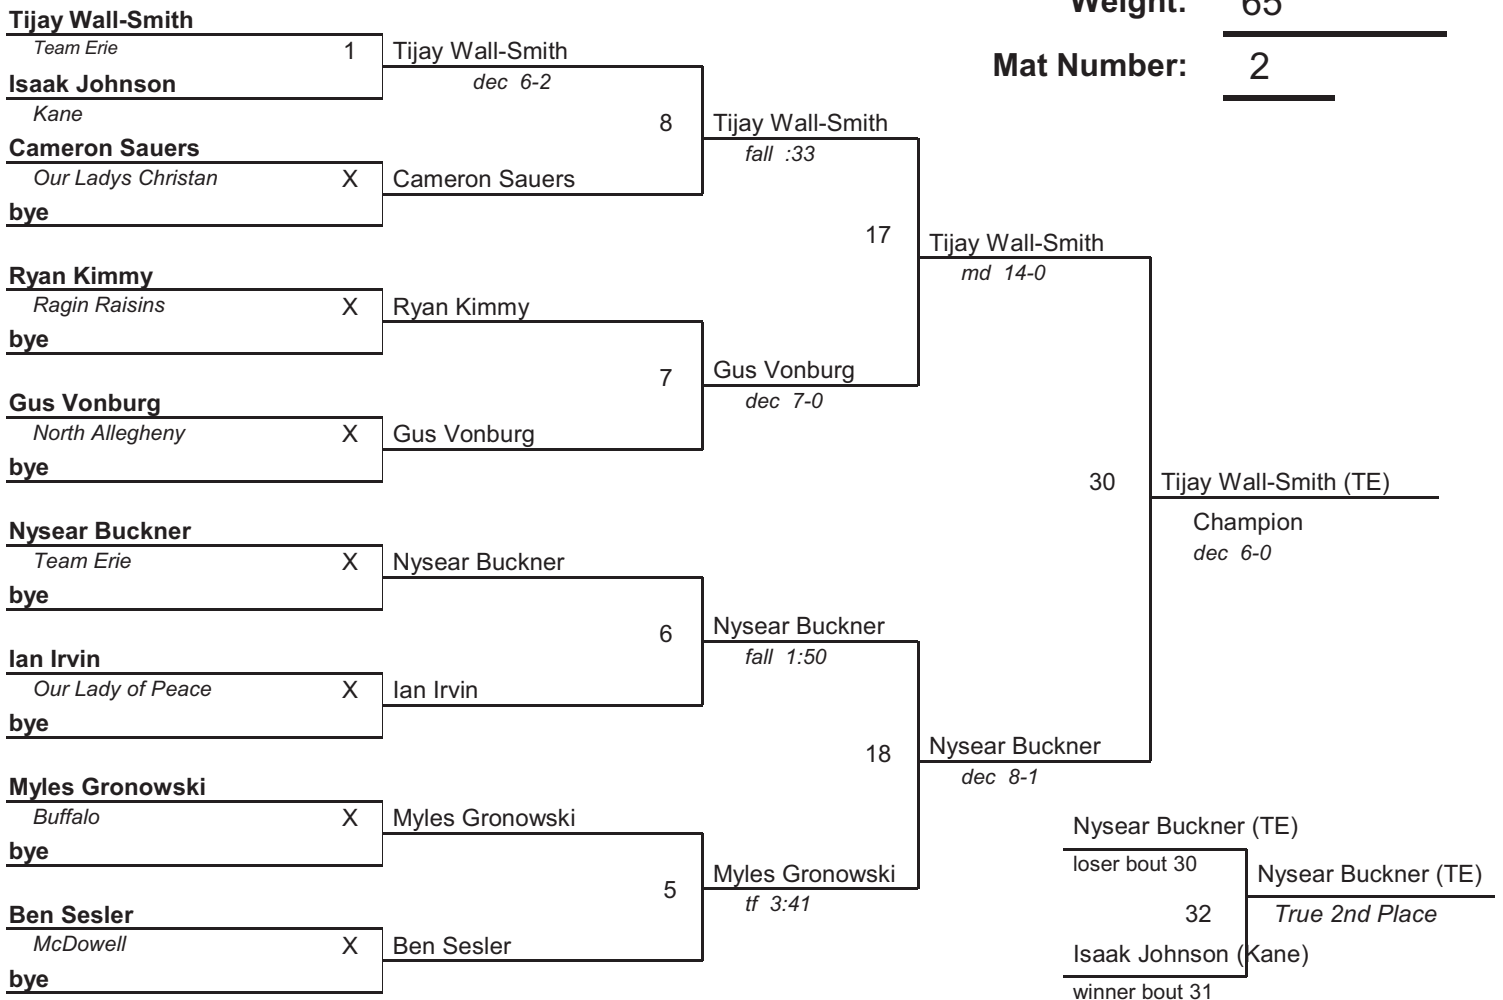 Weight: 65
Mat Number: 2
Tijay Wall-Smith
Team Erie
1
Isaak Johnson
Kane
Cameron Sauers
Our Ladys Christan
X
bye
Ryan Kimmy
Ragin Raisins
X
bye
Gus Vonburg
North Allegheny
X
bye
Nysear Buckner
Team Erie
X
bye
Ian Irvin
Our Lady of Peace
X
bye
Myles Gronowski
Buffalo
X
bye
Ben Sesler
McDowell
X
bye
Tijay Wall-Smith
dec 6-2
8
Cameron Sauers
Ryan Kimmy
7
Gus Vonburg
Nysear Buckner
6
Ian Irvin
Myles Gronowski
5
Ben Sesler
Tijay Wall-Smith
fall :33
17
Gus Vonburg
dec 7-0
Nysear Buckner
fall 1:50
18
Myles Gronowski
tf 3:41
Tijay Wall-Smith
md 14-0
30
Nysear Buckner
dec 8-1
Tijay Wall-Smith (TE)
Champion
dec 6-0
Nysear Buckner (TE)
loser bout 30
32
Isaak Johnson (Kane)
winner bout 31
Nysear Buckner (TE)
True 2nd Place